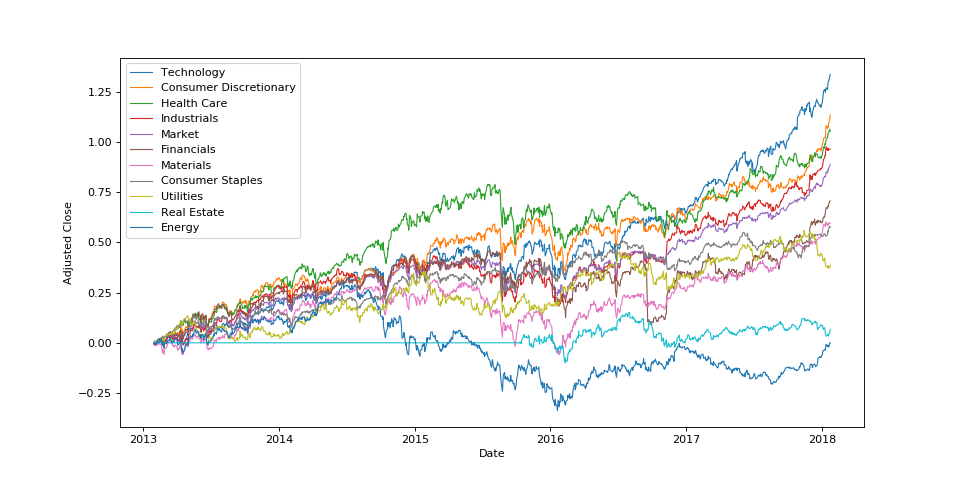 Technology
Consumer Discretionary
Health Care
Industrials
Market
Financials
Materials
Consumer Staples
Utilities
Real Estate
Energy
1.25
1.00
0.75
0.50
0.25
0.00
−0.25
Adjusted Close
2013 2014 2015 2016 2017 2018
Date